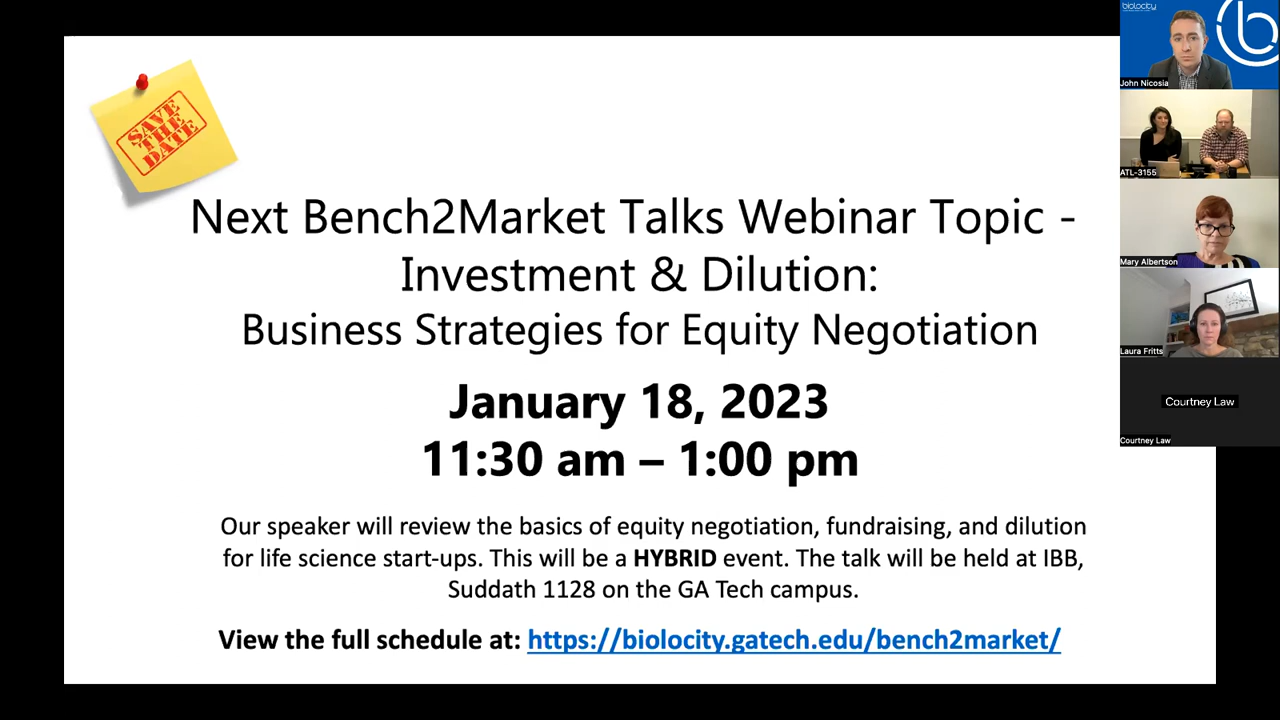 SAVE
THE
DATE
Next Bench2Market Talks Webinar Topic -
Investment & Dilution:
Business Strategies for Equity Negotiation
January 18, 2023
11:30 am – 1:00 pm
Our speaker will review the basics of equity negotiation, fundraising, and dilution
for life science start-ups. This will be a HYBRID event. The talk will be held at IBB,
Suddath 1128 on the GA Tech campus.
View the full schedule at: https://biolocity.gatech.edu/bench2market/
biolocity
John Nicosia
ATL-3155
Mary Albertson
Laura Fritts
Courtney Law
Courtney Law